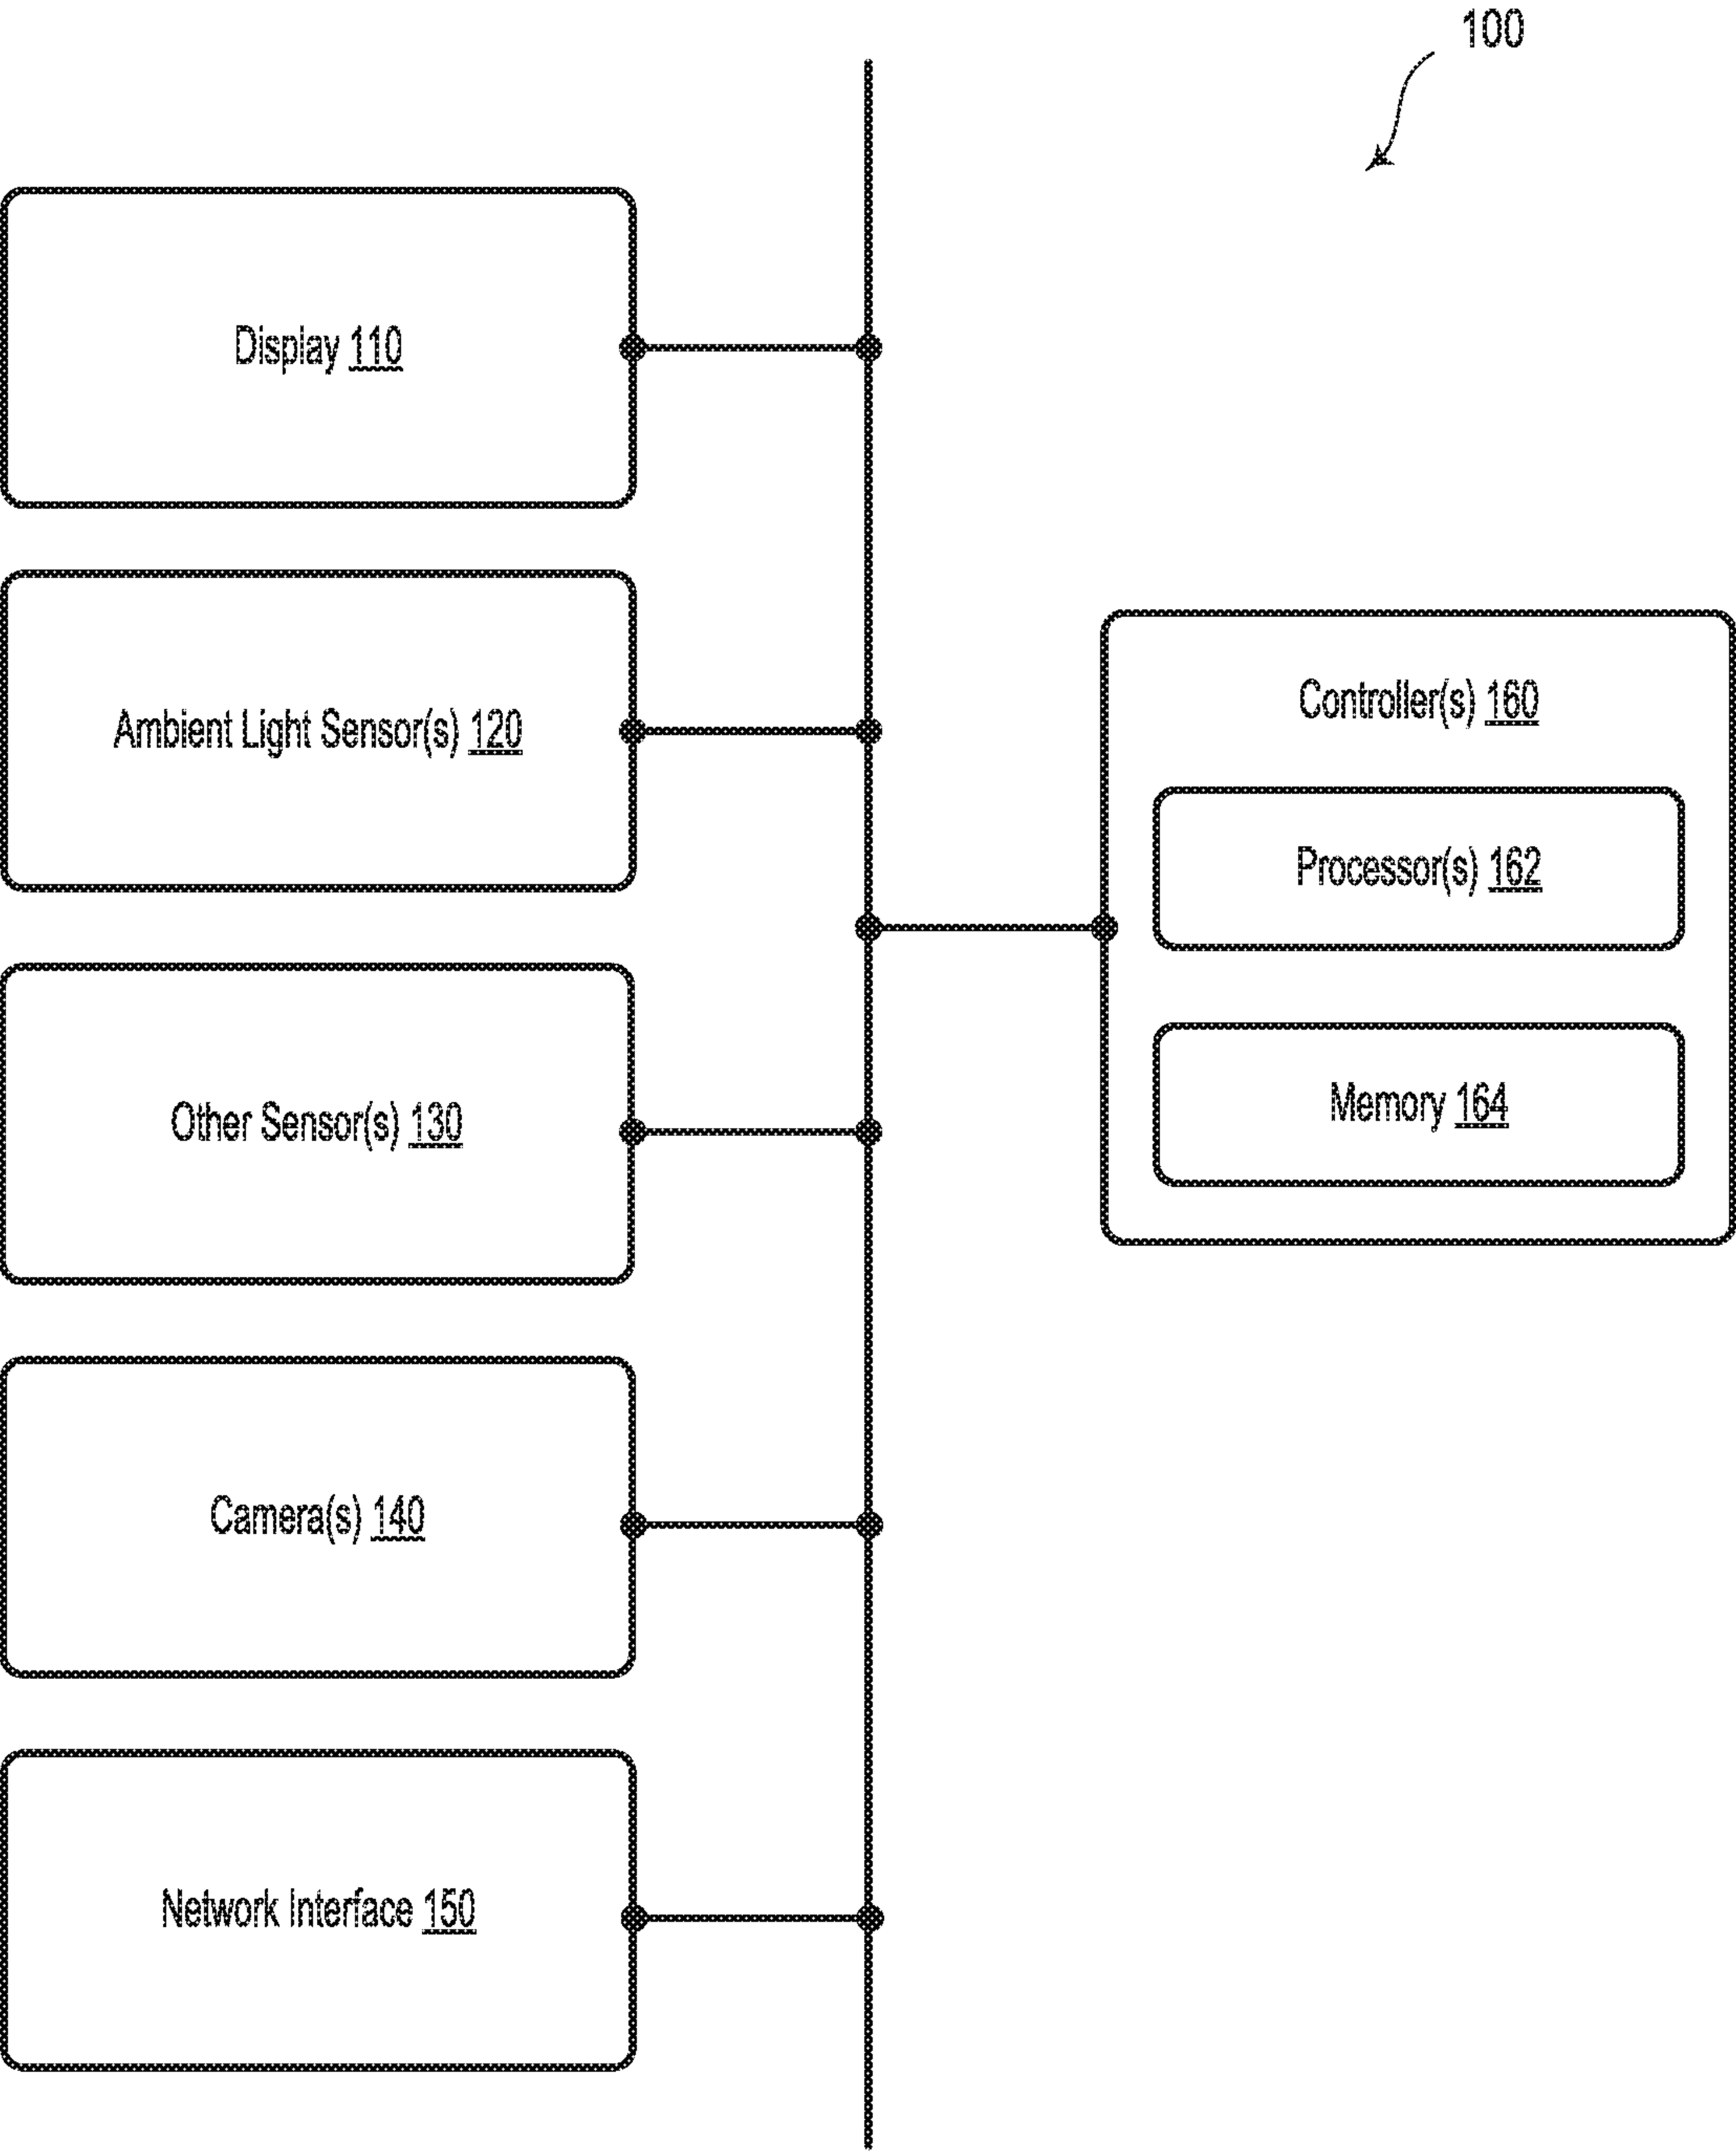 100
Display 110
Ambient Light Sensor(s) 120
Controller(s) 160
Processor(s) 162
Other Sensor(s) 130
Memory 164
Camera(s) 140
Network Interface 150